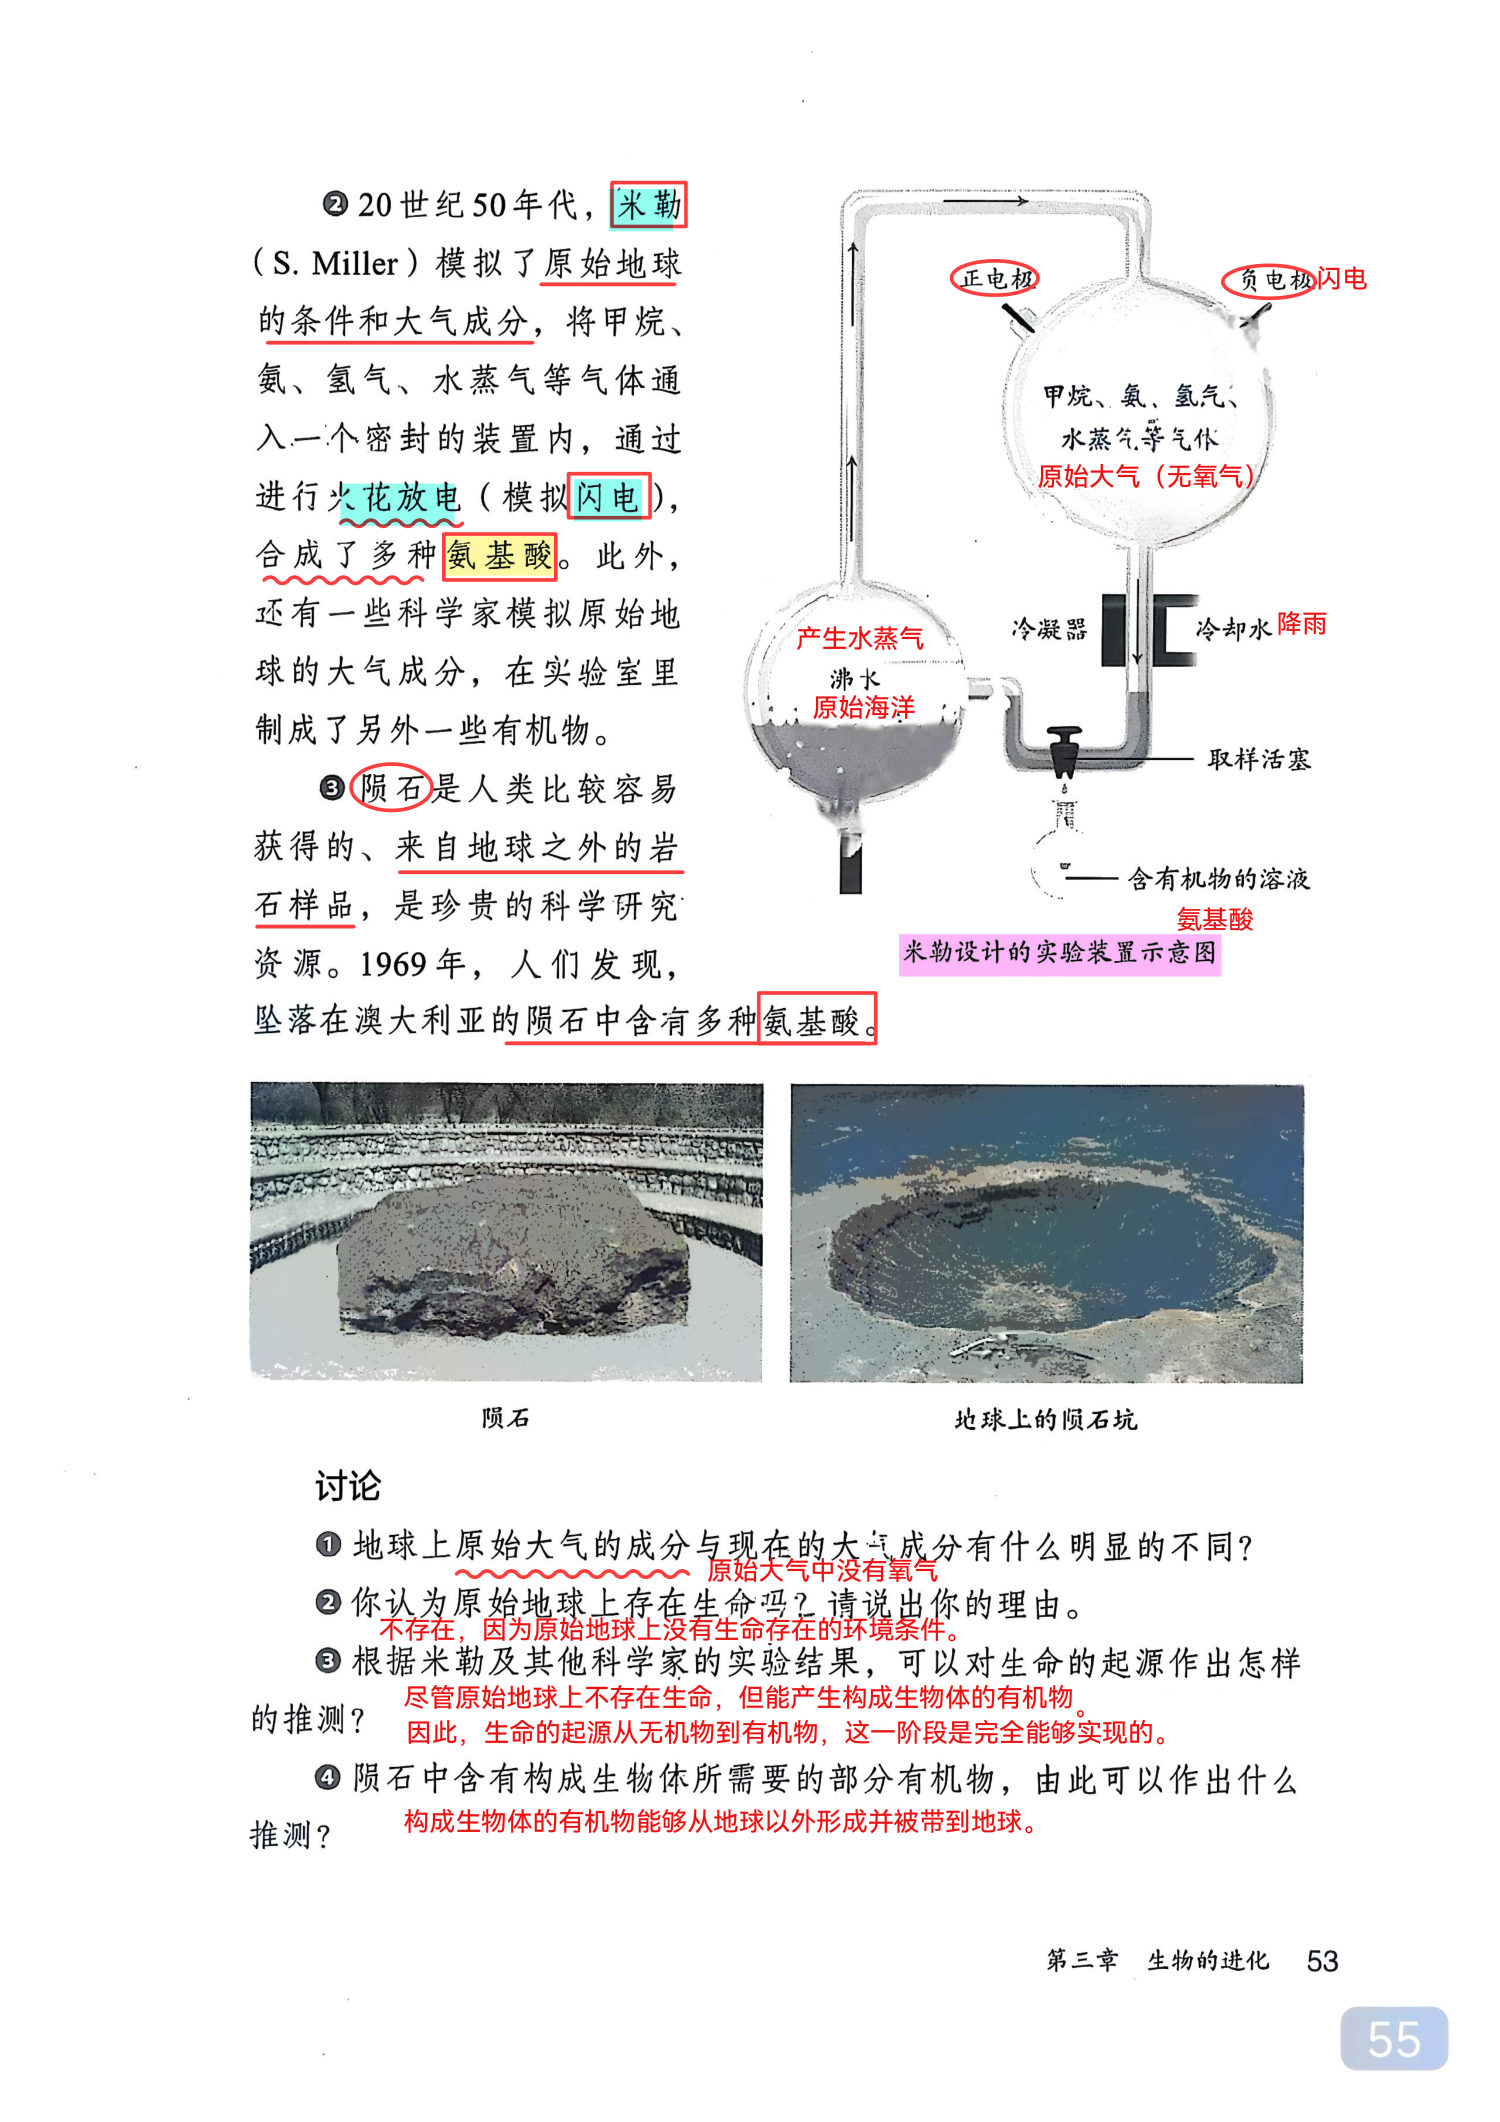 ❷ 20世纪50年代，米勒
（S. Miller）模拟了原始地球
的条件和大气成分，将甲烷、
氨、氢气、水蒸气等气体通
入一个密封的装置内，通过
进行火花放电（模拟闪电），
合成了多种氨基酸。此外，
还有一些科学家模拟原始地
球的大气成分，在实验室里
制成了另外一些有机物。
❸ 陨石是人类比较容易
获得的、来自地球之外的岩
石样品，是珍贵的科学研究
资源。1969年，人们发现，
坠落在澳大利亚的陨石中含有多种氨基酸。
正电极
负电极 闪电
甲烷、氨、氢气、
水蒸气等气体
原始大气（无氧气）
冷凝器
冷却水 降雨
产生水蒸气
沸水
原始海洋
取样活塞
含有机物的溶液
氨基酸
米勒设计的实验装置示意图
陨石
地球上的陨石坑
讨论
❶ 地球上原始大气的成分与现在的大气成分有什么明显的不同？
原始大气中没有氧气
❷ 你认为原始地球上存在生命吗？请说出你的理由。
不存在，因为原始地球上没有生命存在的环境条件。
❸ 根据米勒及其他科学家的实验结果，可以对生命的起源作出怎样
的推测？
尽管原始地球上不存在生命，但能产生构成生物体的有机物。
因此，生命的起源从无机物到有机物，这一阶段是完全能够实现的。
❹ 陨石中含有构成生物体所需要的部分有机物，由此可以作出什么
推测？
构成生物体的有机物能够从地球以外形成并被带到地球。
第三章 生物的进化 53
55